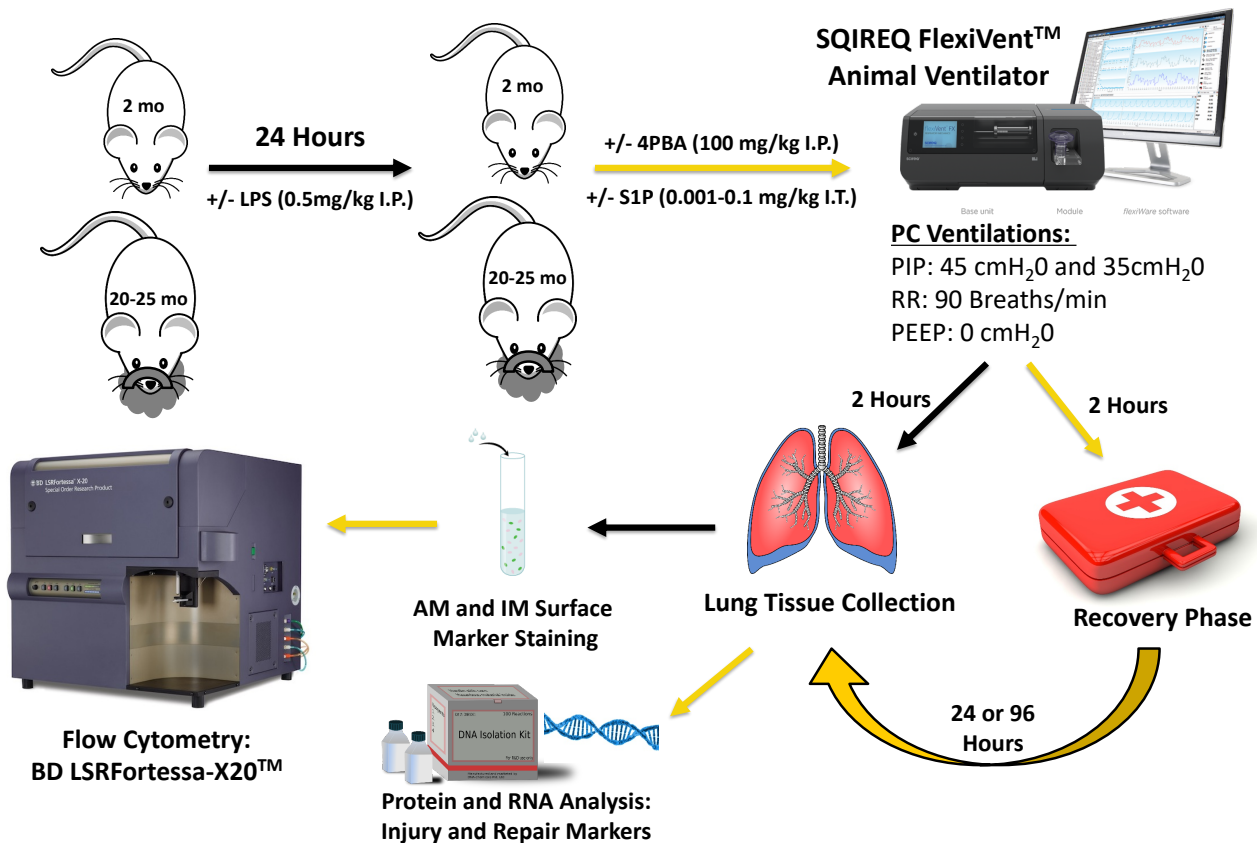 2 mo
20-25 mo
24 Hours
+/- LPS (0.5mg/kg I.P.)
2 mo
20-25 mo
+/- 4PBA (100 mg/kg I.P.)
+/- S1P (0.001-0.1 mg/kg I.T.)
SQIREQ FlexiVent™
Animal Ventilator
Base unit
Module
flexiWare software
PC Ventilations:
PIP: 45 cmH₂0 and 35cmH₂0
RR: 90 Breaths/min
PEEP: 0 cmH₂0
2 Hours
2 Hours
Lung Tissue Collection
Recovery Phase
24 or 96
Hours
AM and IM Surface
Marker Staining
BD LSRFortessa X-20
Special Order Research Product
Flow Cytometry:
BD LSRFortessa-X20™
100 Reactions
DNA Isolation Kit
Protein and RNA Analysis:
Injury and Repair Markers